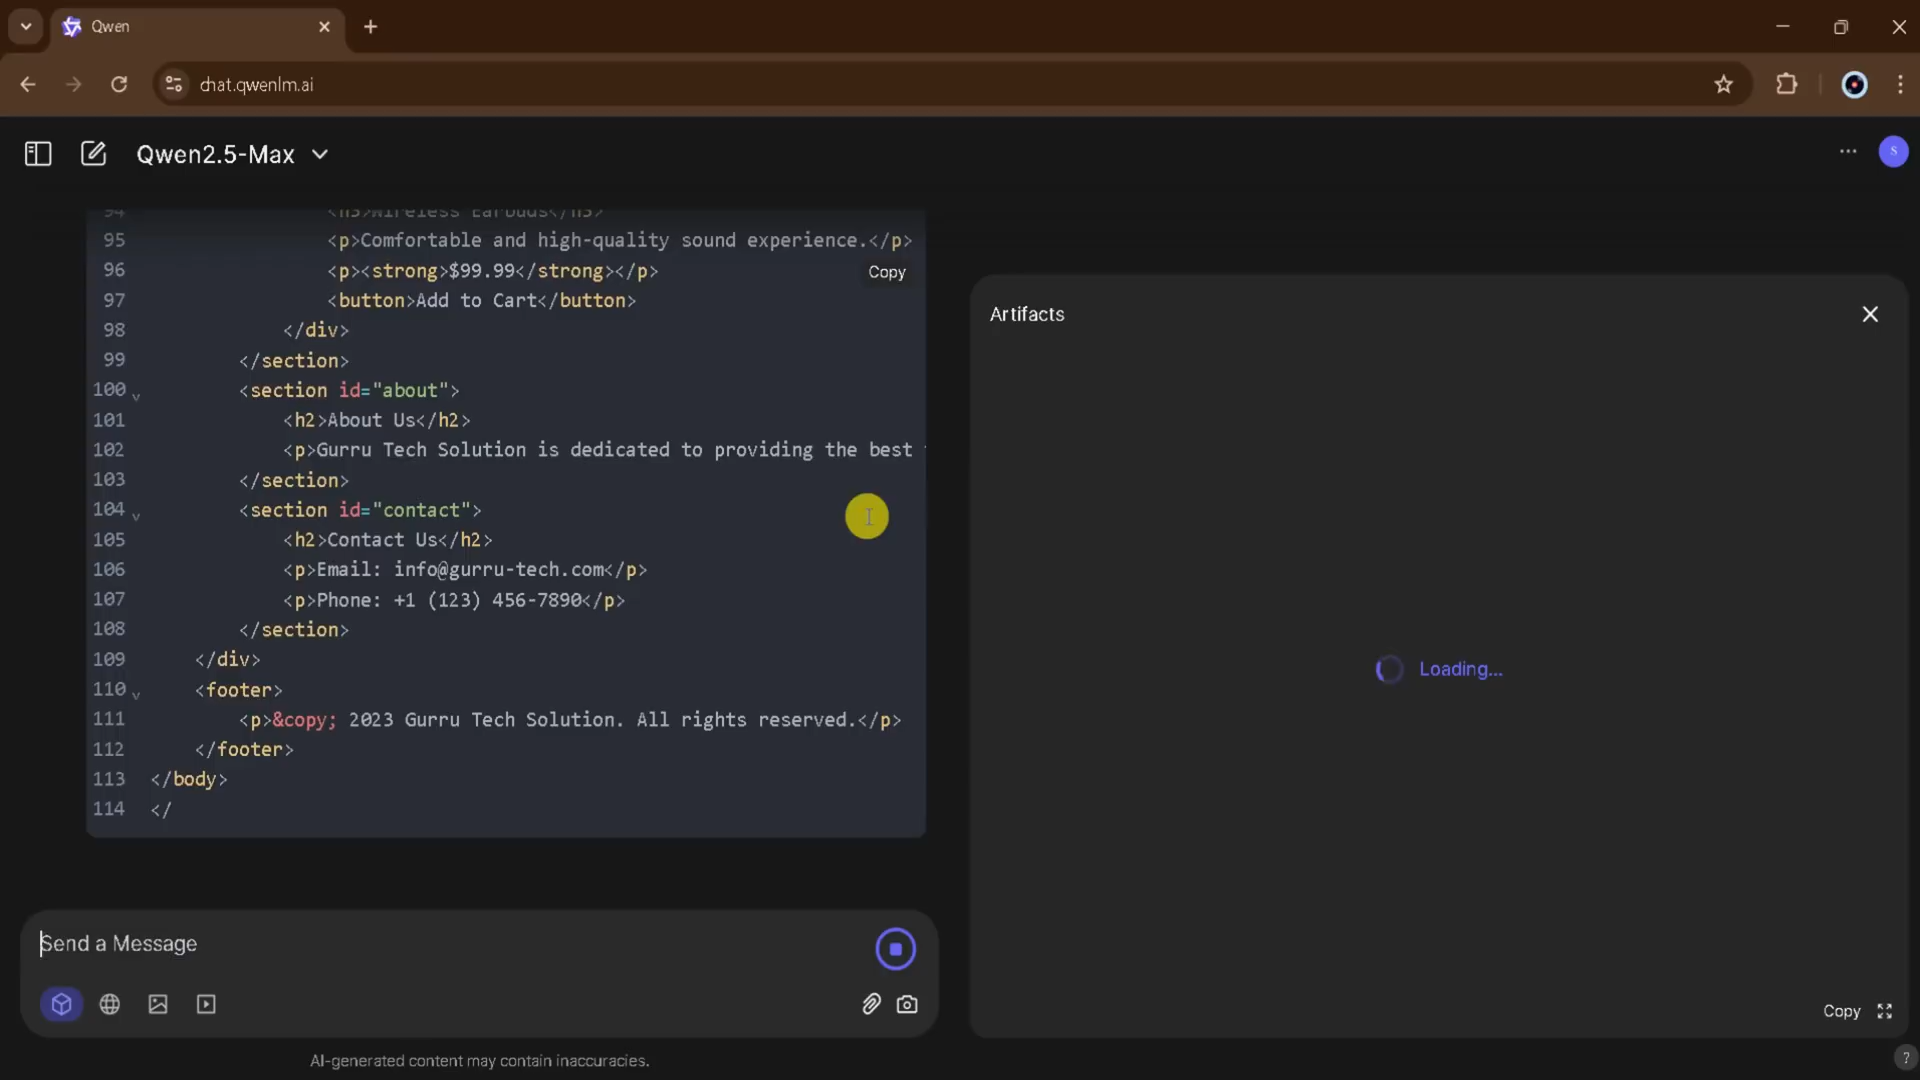 Qwen
chat.qwenlm.ai
Qwen2.5-Max
S
94 <h3>Wireless Earbuds</h3>
95 <p>Comfortable and high-quality sound experience.</p>
96 <p><strong>$99.99</strong></p>
Copy
97 <button>Add to Cart</button>
98 </div>
99 </section>
100 <section id="about">
101 <h2>About Us</h2>
102 <p>Gurru Tech Solution is dedicated to providing the best
103 </section>
104 <section id="contact">
105 <h2>Contact Us</h2>
106 <p>Email: info@gurru-tech.com</p>
107 <p>Phone: +1 (123) 456-7890</p>
108 </section>
109 </div>
110 <footer>
111 <p>&copy; 2023 Gurru Tech Solution. All rights reserved.</p>
112 </footer>
113 </body>
114 </
Artifacts
Loading...
Copy
Send a Message
AI-generated content may contain inaccuracies.
?